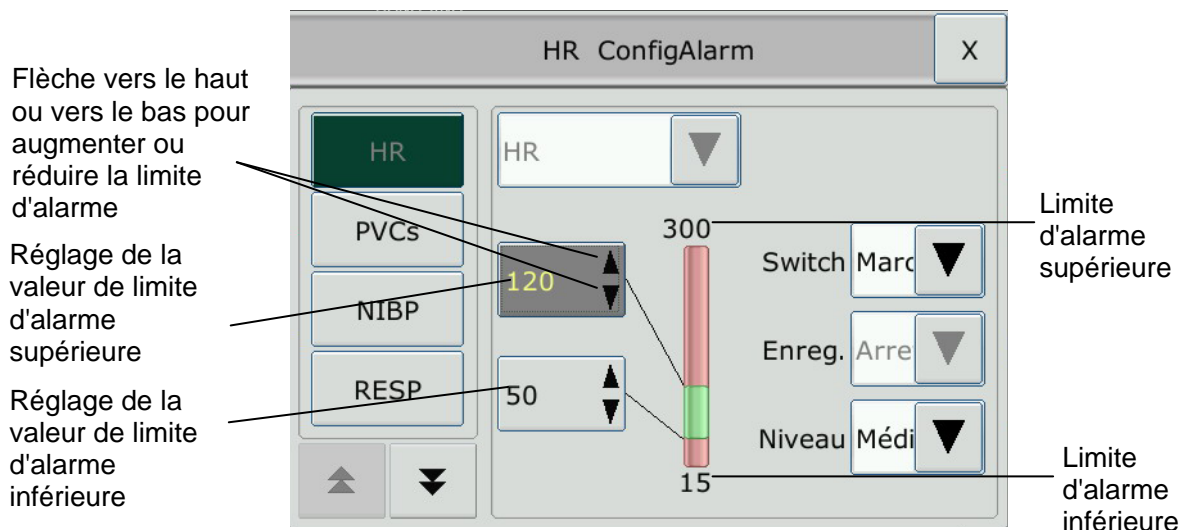 HR ConfigAlarm
X
Flèche vers le haut
ou vers le bas pour
augmenter ou
réduire la limite
d'alarme
Réglage de la
valeur de limite
d'alarme
supérieure
Réglage de la
valeur de limite
d'alarme
inférieure
HR
PVCs
NIBP
RESP
HR
120
50
300
15
Switch Marc
Enreg. Arre
Niveau Médi
Limite
d'alarme
supérieure
Limite
d'alarme
inférieure